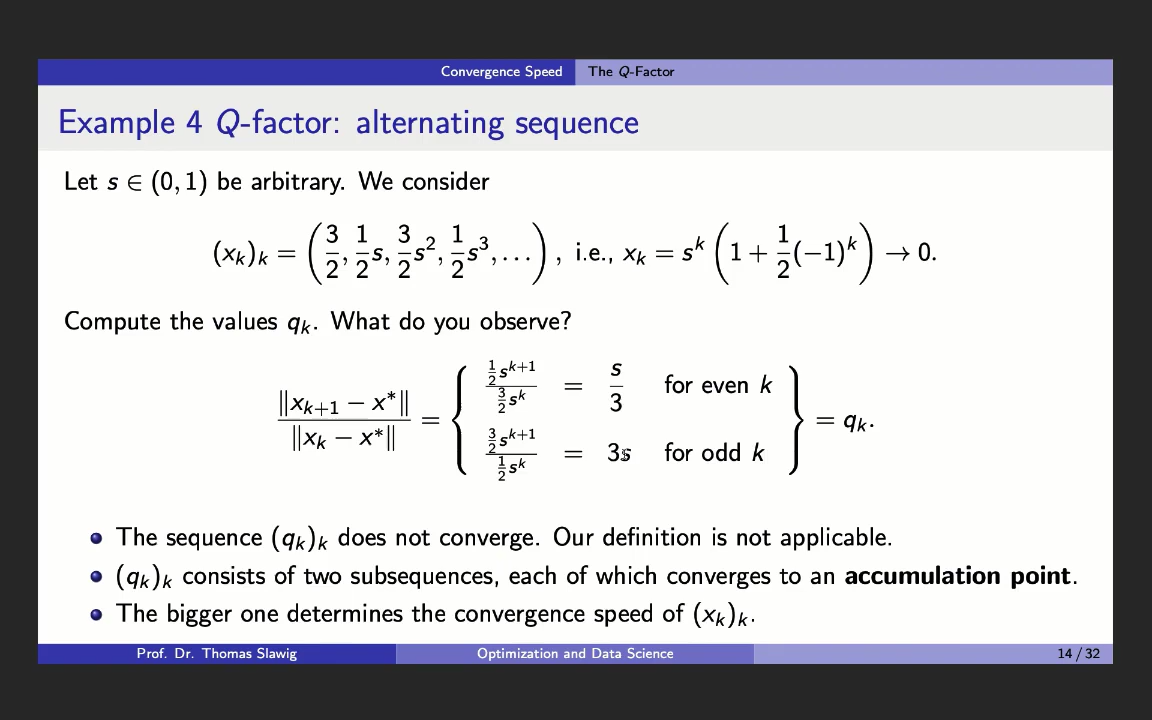 Convergence Speed The Q-Factor
Example 4 Q-factor: alternating sequence
Let s ∈ (0, 1) be arbitrary. We consider
(x_k)_k = (3/2, 1/2 s, 3/2 s^2, 1/2 s^3, ...), i.e., x_k = s^k (1 + 1/2 (−1)^k) → 0.
Compute the values q_k. What do you observe?
‖x_{k+1} − x*‖ / ‖x_k − x*‖ = { (1/2 s^{k+1}) / (3/2 s^k) = s/3 for even k
(3/2 s^{k+1}) / (1/2 s^k) = 3s for odd k } = q_k.
• The sequence (q_k)_k does not converge. Our definition is not applicable.
• (q_k)_k consists of two subsequences, each of which converges to an accumulation point.
• The bigger one determines the convergence speed of (x_k)_k.
Prof. Dr. Thomas Slawig Optimization and Data Science 14 / 32